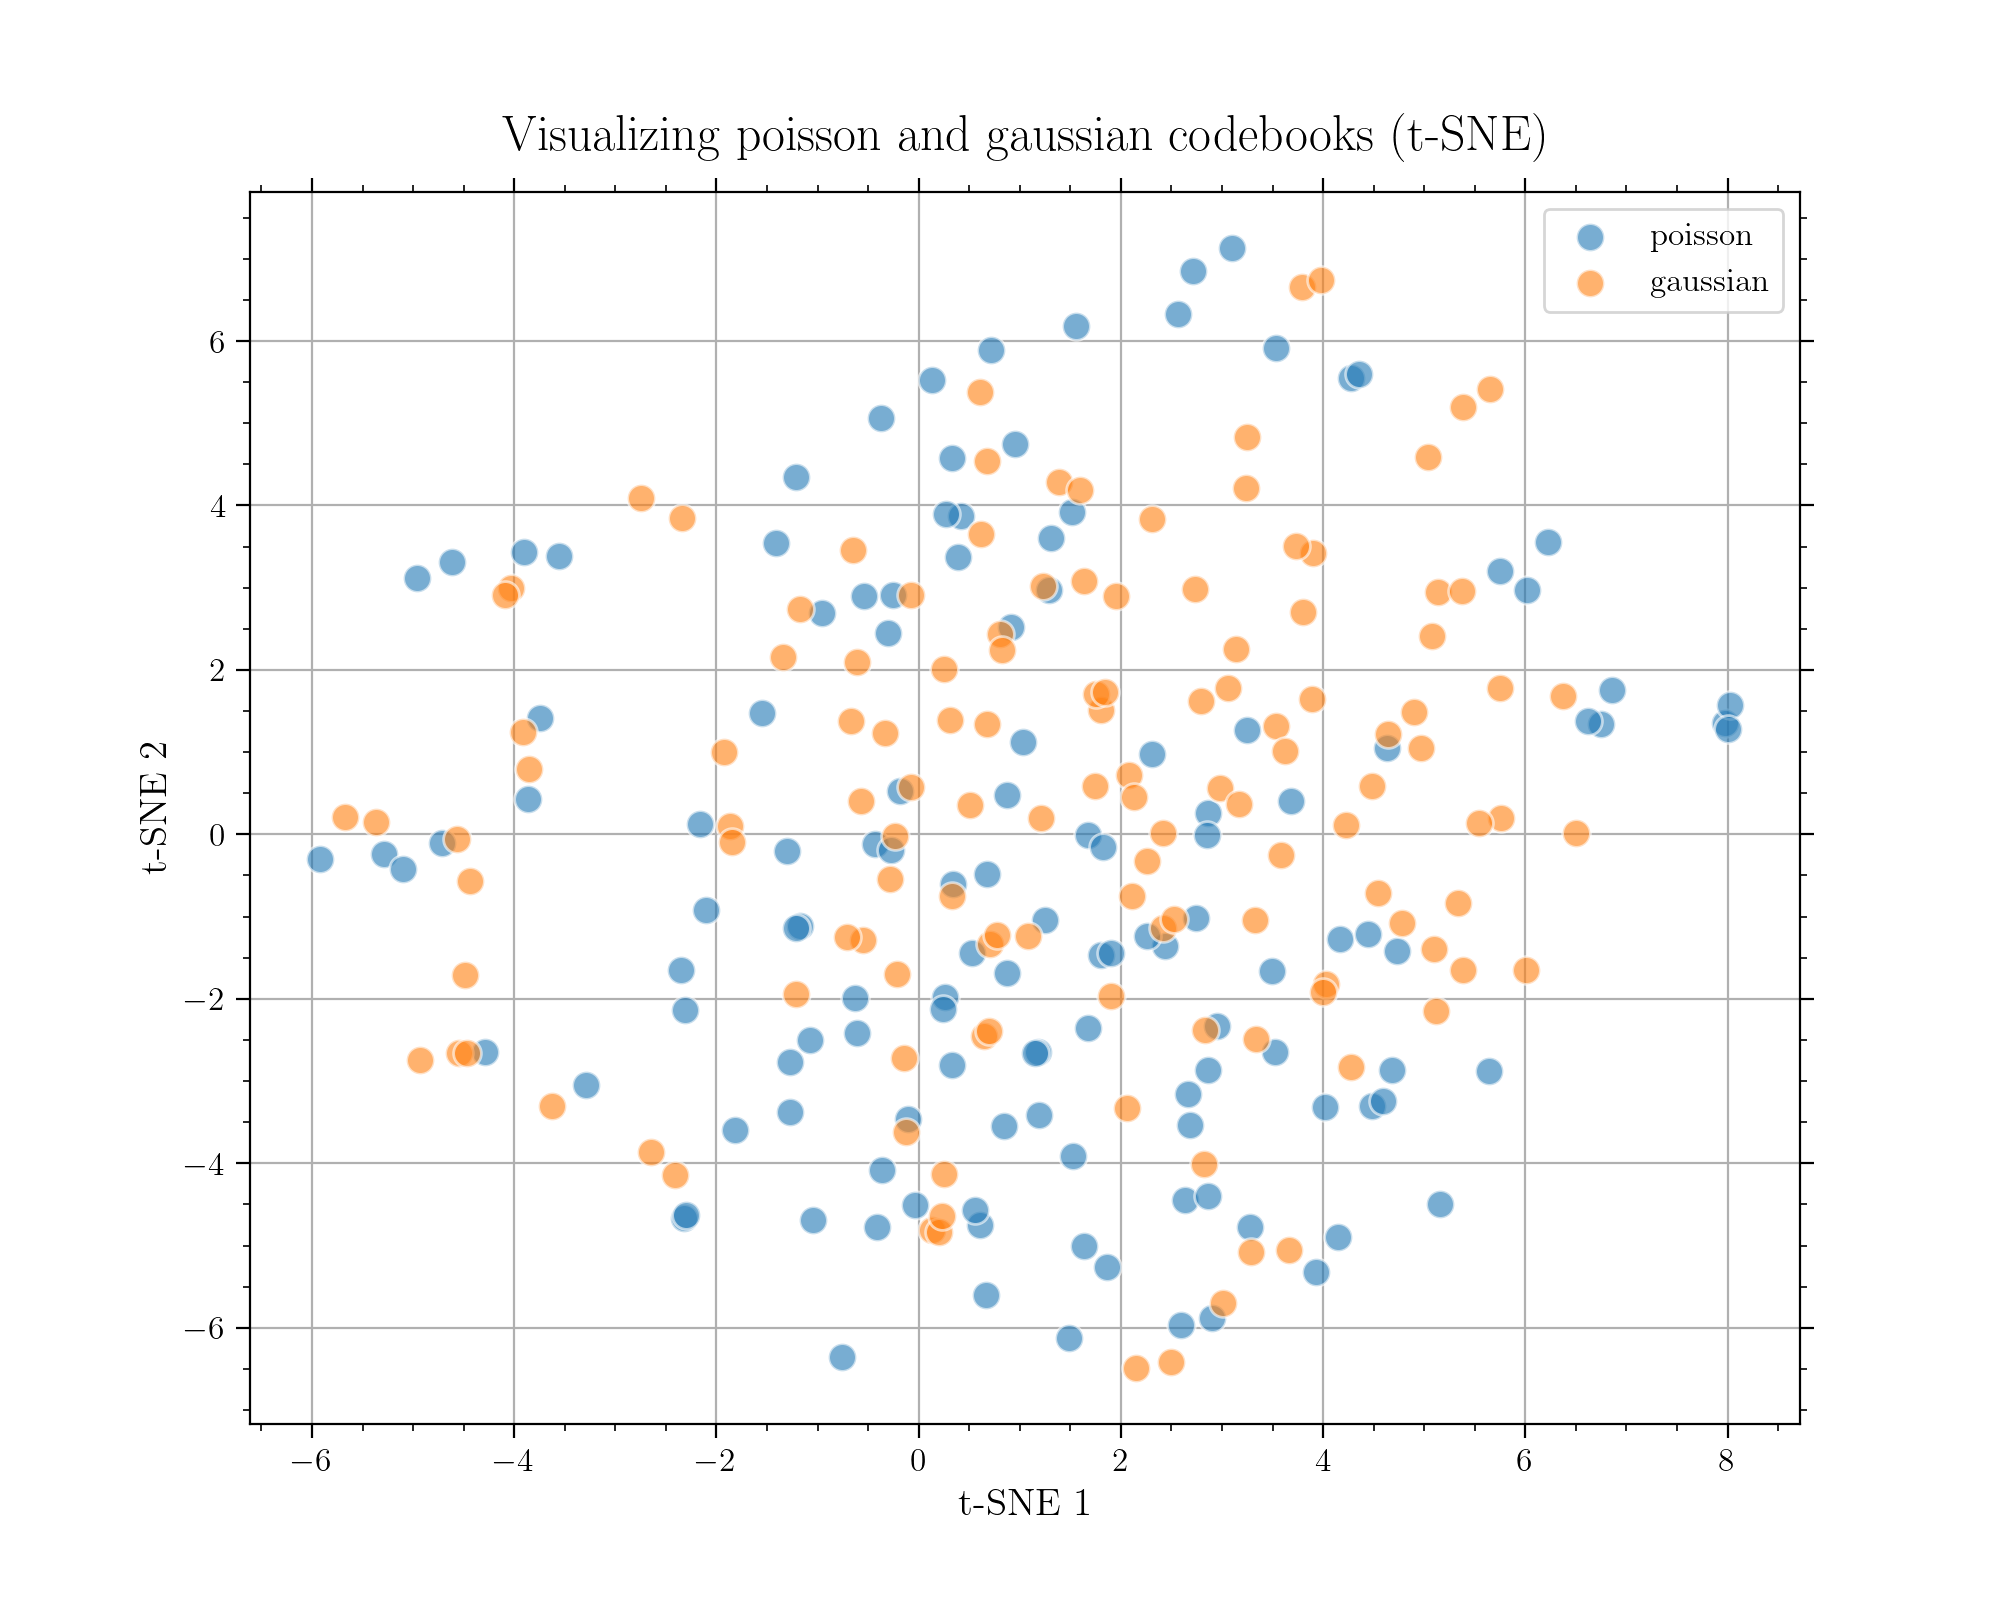 Visualizing poisson and gaussian codebooks (t-SNE)
poisson
gaussian
6
4
2
0
−2
−4
−6
t-SNE 2
−6 −4 −2 0 2 4 6 8
t-SNE 1